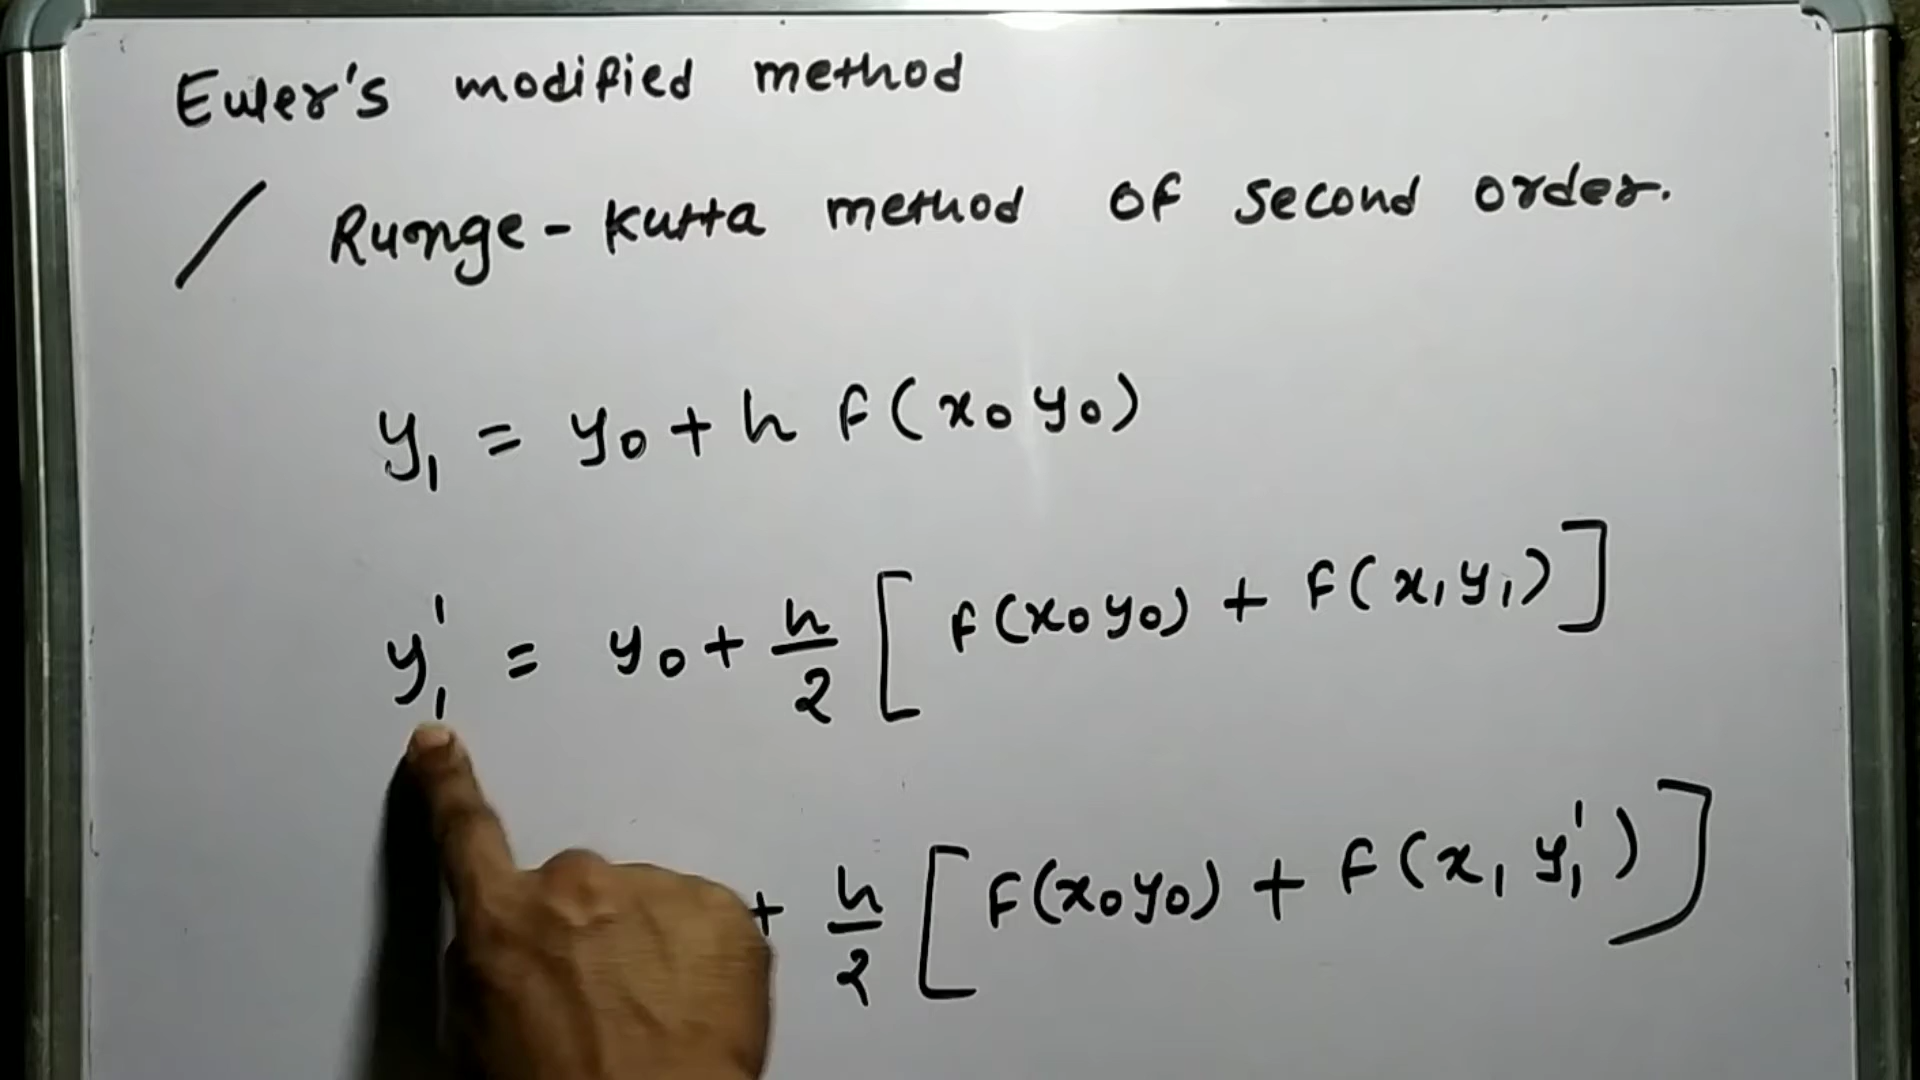 Euler's modified method
/ Runge-Kutta method of second order.
y₁ = y₀ + h f(x₀ y₀)
y₁' = y₀ + h/2 [ f(x₀ y₀) + f(x₁ y₁) ]
+ h/2 [ f(x₀ y₀) + f(x₁ y₁') ]